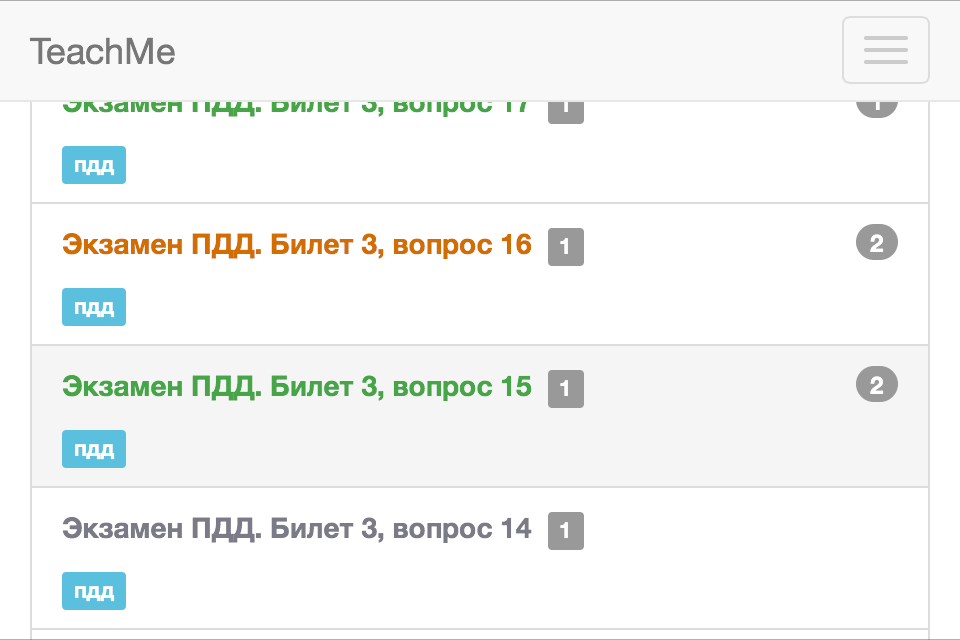 TeachMe
Экзамен ПДД. Билет 3, вопрос 17 1 1
пдд
Экзамен ПДД. Билет 3, вопрос 16 1 2
пдд
Экзамен ПДД. Билет 3, вопрос 15 1 2
пдд
Экзамен ПДД. Билет 3, вопрос 14 1
пдд